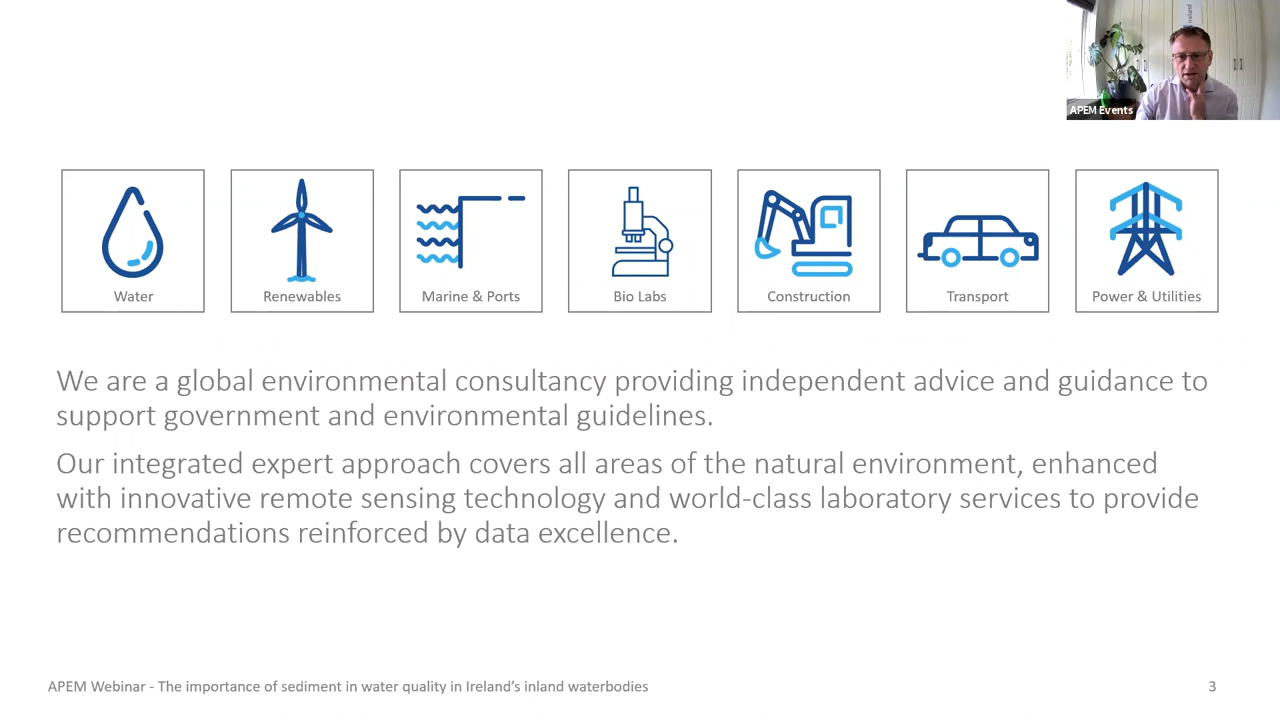 Ireland
APEM Events
Water
Renewables
Marine & Ports
Bio Labs
Construction
Transport
Power & Utilities
We are a global environmental consultancy providing independent advice and guidance to
support government and environmental guidelines.
Our integrated expert approach covers all areas of the natural environment, enhanced
with innovative remote sensing technology and world-class laboratory services to provide
recommendations reinforced by data excellence.
APEM Webinar - The importance of sediment in water quality in Ireland’s inland waterbodies
3